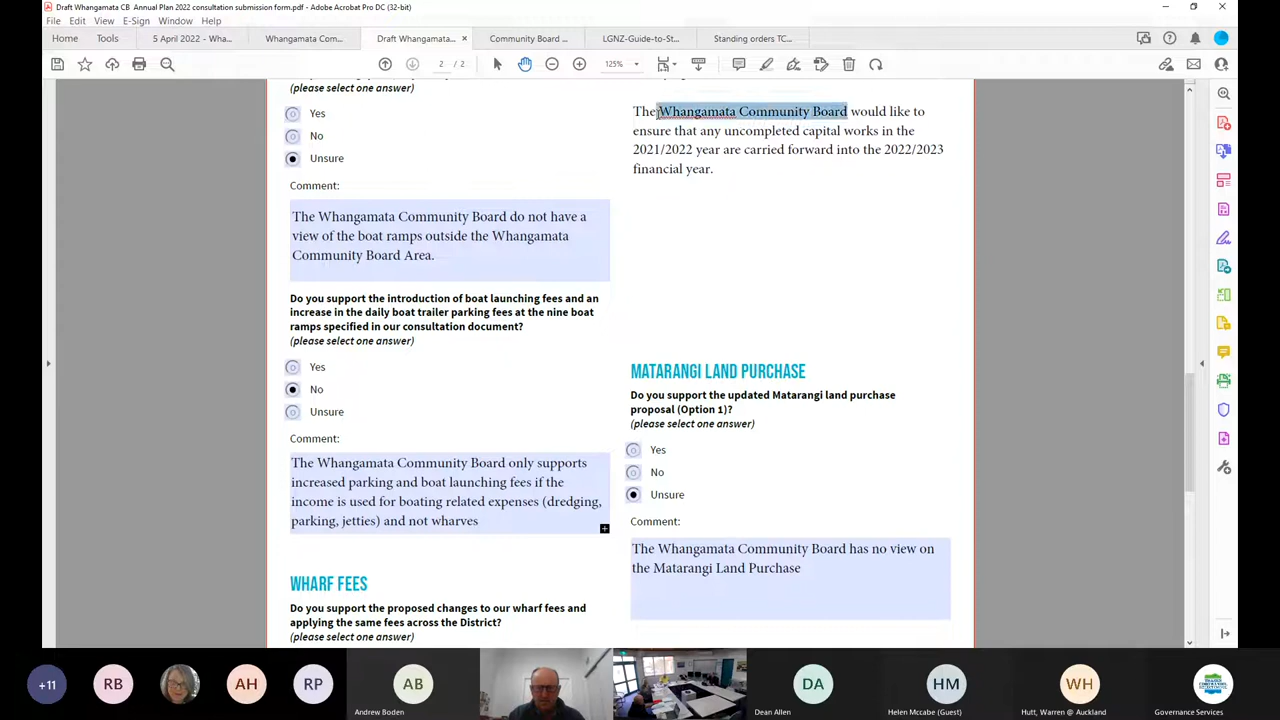 Draft Whangamata CB Annual Plan 2022 consultation submission form.pdf - Adobe Acrobat Pro DC (32-bit)
File Edit View E-Sign Window Help
Home Tools 5 April 2022 - Wha... Whangamata Com... Draft Whangamata... × Community Board ... LGNZ-Guide-to-St... Standing orders TC...
2 / 2 125%
(please select one answer)
Yes
No
Unsure
Comment:
The Whangamata Community Board do not have a
view of the boat ramps outside the Whangamata
Community Board Area.
Do you support the introduction of boat launching fees and an
increase in the daily boat trailer parking fees at the nine boat
ramps specified in our consultation document?
(please select one answer)
Yes
No
Unsure
Comment:
The Whangamata Community Board only supports
increased parking and boat launching fees if the
income is used for boating related expenses (dredging,
parking, jetties) and not wharves
WHARF FEES
Do you support the proposed changes to our wharf fees and
applying the same fees across the District?
(please select one answer)
The Whangamata Community Board would like to
ensure that any uncompleted capital works in the
2021/2022 year are carried forward into the 2022/2023
financial year.
MATARANGI LAND PURCHASE
Do you support the updated Matarangi land purchase
proposal (Option 1)?
(please select one answer)
Yes
No
Unsure
Comment:
The Whangamata Community Board has no view on
the Matarangi Land Purchase
+11 RB AH RP AB DA HM WH
Andrew Boden Dean Allen Helen Mccabe (Guest) Hutt, Warren @ Auckland Governance Services